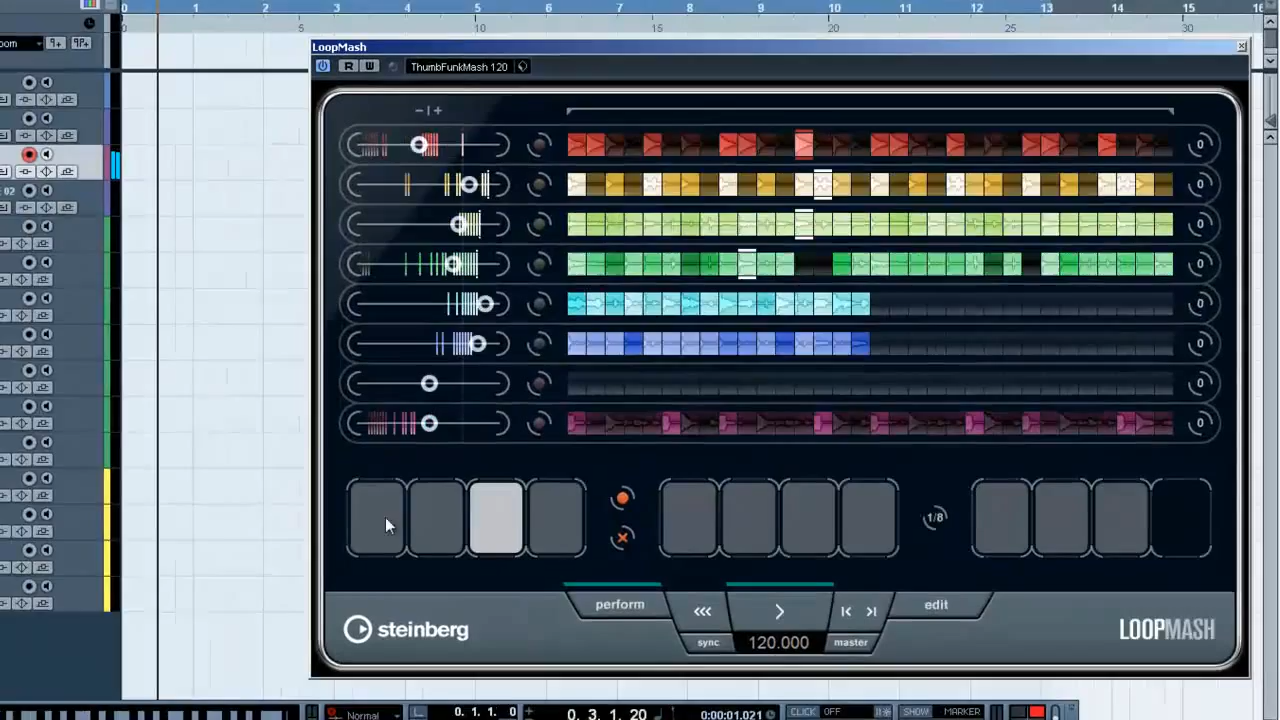 0 1 2 3 4 5 6 7 8 9 10 11 12 13 14 15 16
0 5 10 15 20 25 30
LoopMash
oom
R W ThumbFunkMash 120
− | +
0
0
02
0
0
0
0
0
0
1/8
perform
edit
sync 120.000 master
steinberg
LOOPMASH
Normal L 0. 1. 1. 0 0. 3. 1. 20 0:00:01.021 CLICK OFF SHOW MARKER